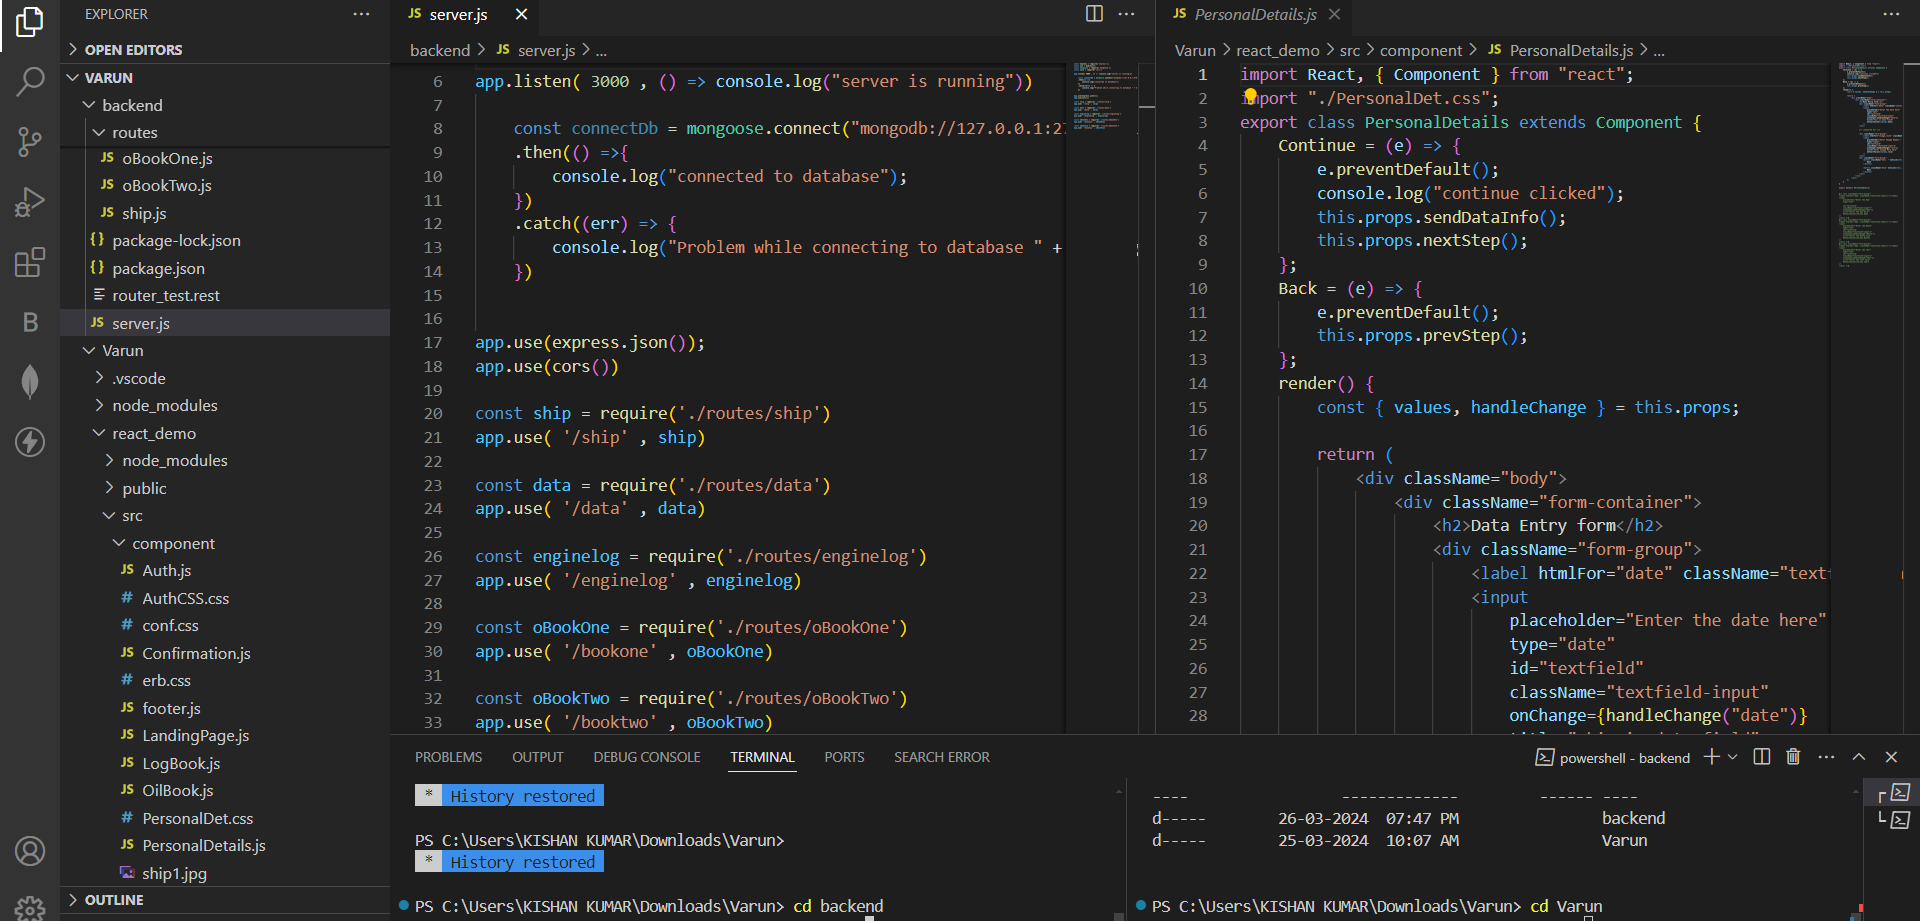 EXPLORER
OPEN EDITORS
VARUN
backend
routes
JS oBookOne.js
JS oBookTwo.js
JS ship.js
{} package-lock.json
{} package.json
router_test.rest
JS server.js
Varun
.vscode
node_modules
react_demo
node_modules
public
src
component
JS Auth.js
# AuthCSS.css
# conf.css
JS Confirmation.js
# erb.css
JS footer.js
JS LandingPage.js
JS LogBook.js
JS OilBook.js
# PersonalDet.css
JS PersonalDetails.js
ship1.jpg
OUTLINE
B
JS server.js
backend > JS server.js > ...
6 app.listen( 3000 , () => console.log("server is running"))
7
8 const connectDb = mongoose.connect("mongodb://127.0.0.1:27
9 .then(() =>{
10 console.log("connected to database");
11 })
12 .catch((err) => {
13 console.log("Problem while connecting to database " +
14 })
15
16
17 app.use(express.json());
18 app.use(cors())
19
20 const ship = require('./routes/ship')
21 app.use( '/ship' , ship)
22
23 const data = require('./routes/data')
24 app.use( '/data' , data)
25
26 const enginelog = require('./routes/enginelog')
27 app.use( '/enginelog' , enginelog)
28
29 const oBookOne = require('./routes/oBookOne')
30 app.use( '/bookone' , oBookOne)
31
32 const oBookTwo = require('./routes/oBookTwo')
33 app.use( '/booktwo' , oBookTwo)
JS PersonalDetails.js
Varun > react_demo > src > component > JS PersonalDetails.js > ...
1 import React, { Component } from "react";
2 import "./PersonalDet.css";
3 export class PersonalDetails extends Component {
4 Continue = (e) => {
5 e.preventDefault();
6 console.log("continue clicked");
7 this.props.sendDataInfo();
8 this.props.nextStep();
9 };
10 Back = (e) => {
11 e.preventDefault();
12 this.props.prevStep();
13 };
14 render() {
15 const { values, handleChange } = this.props;
16
17 return (
18 <div className="body">
19 <div className="form-container">
20 <h2>Data Entry form</h2>
21 <div className="form-group">
22 <label htmlFor="date" className="text
23 <input
24 placeholder="Enter the date here"
25 type="date"
26 id="textfield"
27 className="textfield-input"
28 onChange={handleChange("date")}
PROBLEMS OUTPUT DEBUG CONSOLE TERMINAL PORTS SEARCH ERROR
powershell - backend
* History restored
PS C:\Users\KISHAN KUMAR\Downloads\Varun>
* History restored
PS C:\Users\KISHAN KUMAR\Downloads\Varun> cd backend
---- ------------- ------ ----
d----- 26-03-2024 07:47 PM backend
d----- 25-03-2024 10:07 AM Varun
PS C:\Users\KISHAN KUMAR\Downloads\Varun> cd Varun